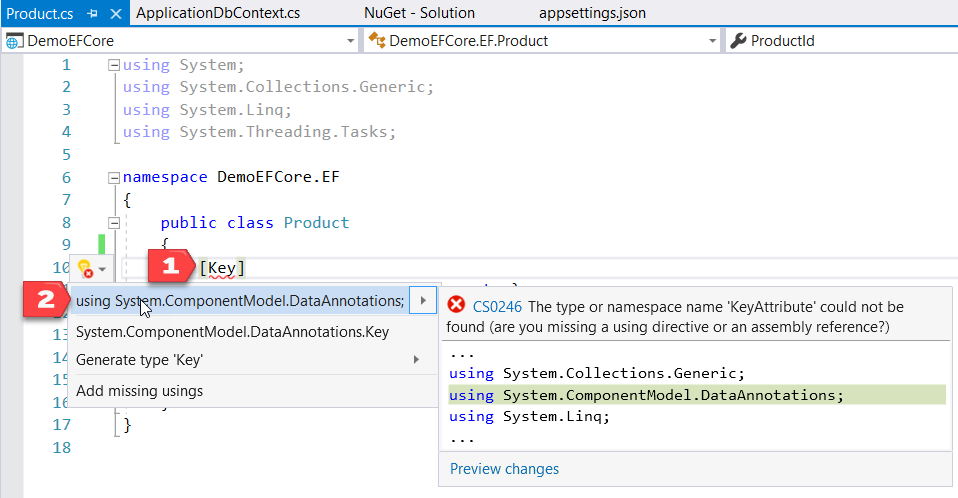 Product.cs ApplicationDbContext.cs NuGet - Solution appsettings.json
DemoEFCore DemoEFCore.EF.Product ProductId
1 using System;
2 using System.Collections.Generic;
3 using System.Linq;
4 using System.Threading.Tasks;
5
6 namespace DemoEFCore.EF
7 {
8 public class Product
9 {
10 1 [Key]
2 using System.ComponentModel.DataAnnotations;
System.ComponentModel.DataAnnotations.Key
Generate type 'Key'
Add missing usings
CS0246 The type or namespace name 'KeyAttribute' could not be
found (are you missing a using directive or an assembly reference?)
...
using System.Collections.Generic;
using System.ComponentModel.DataAnnotations;
using System.Linq;
...
Preview changes
13
14
15
16 }
17 }
18